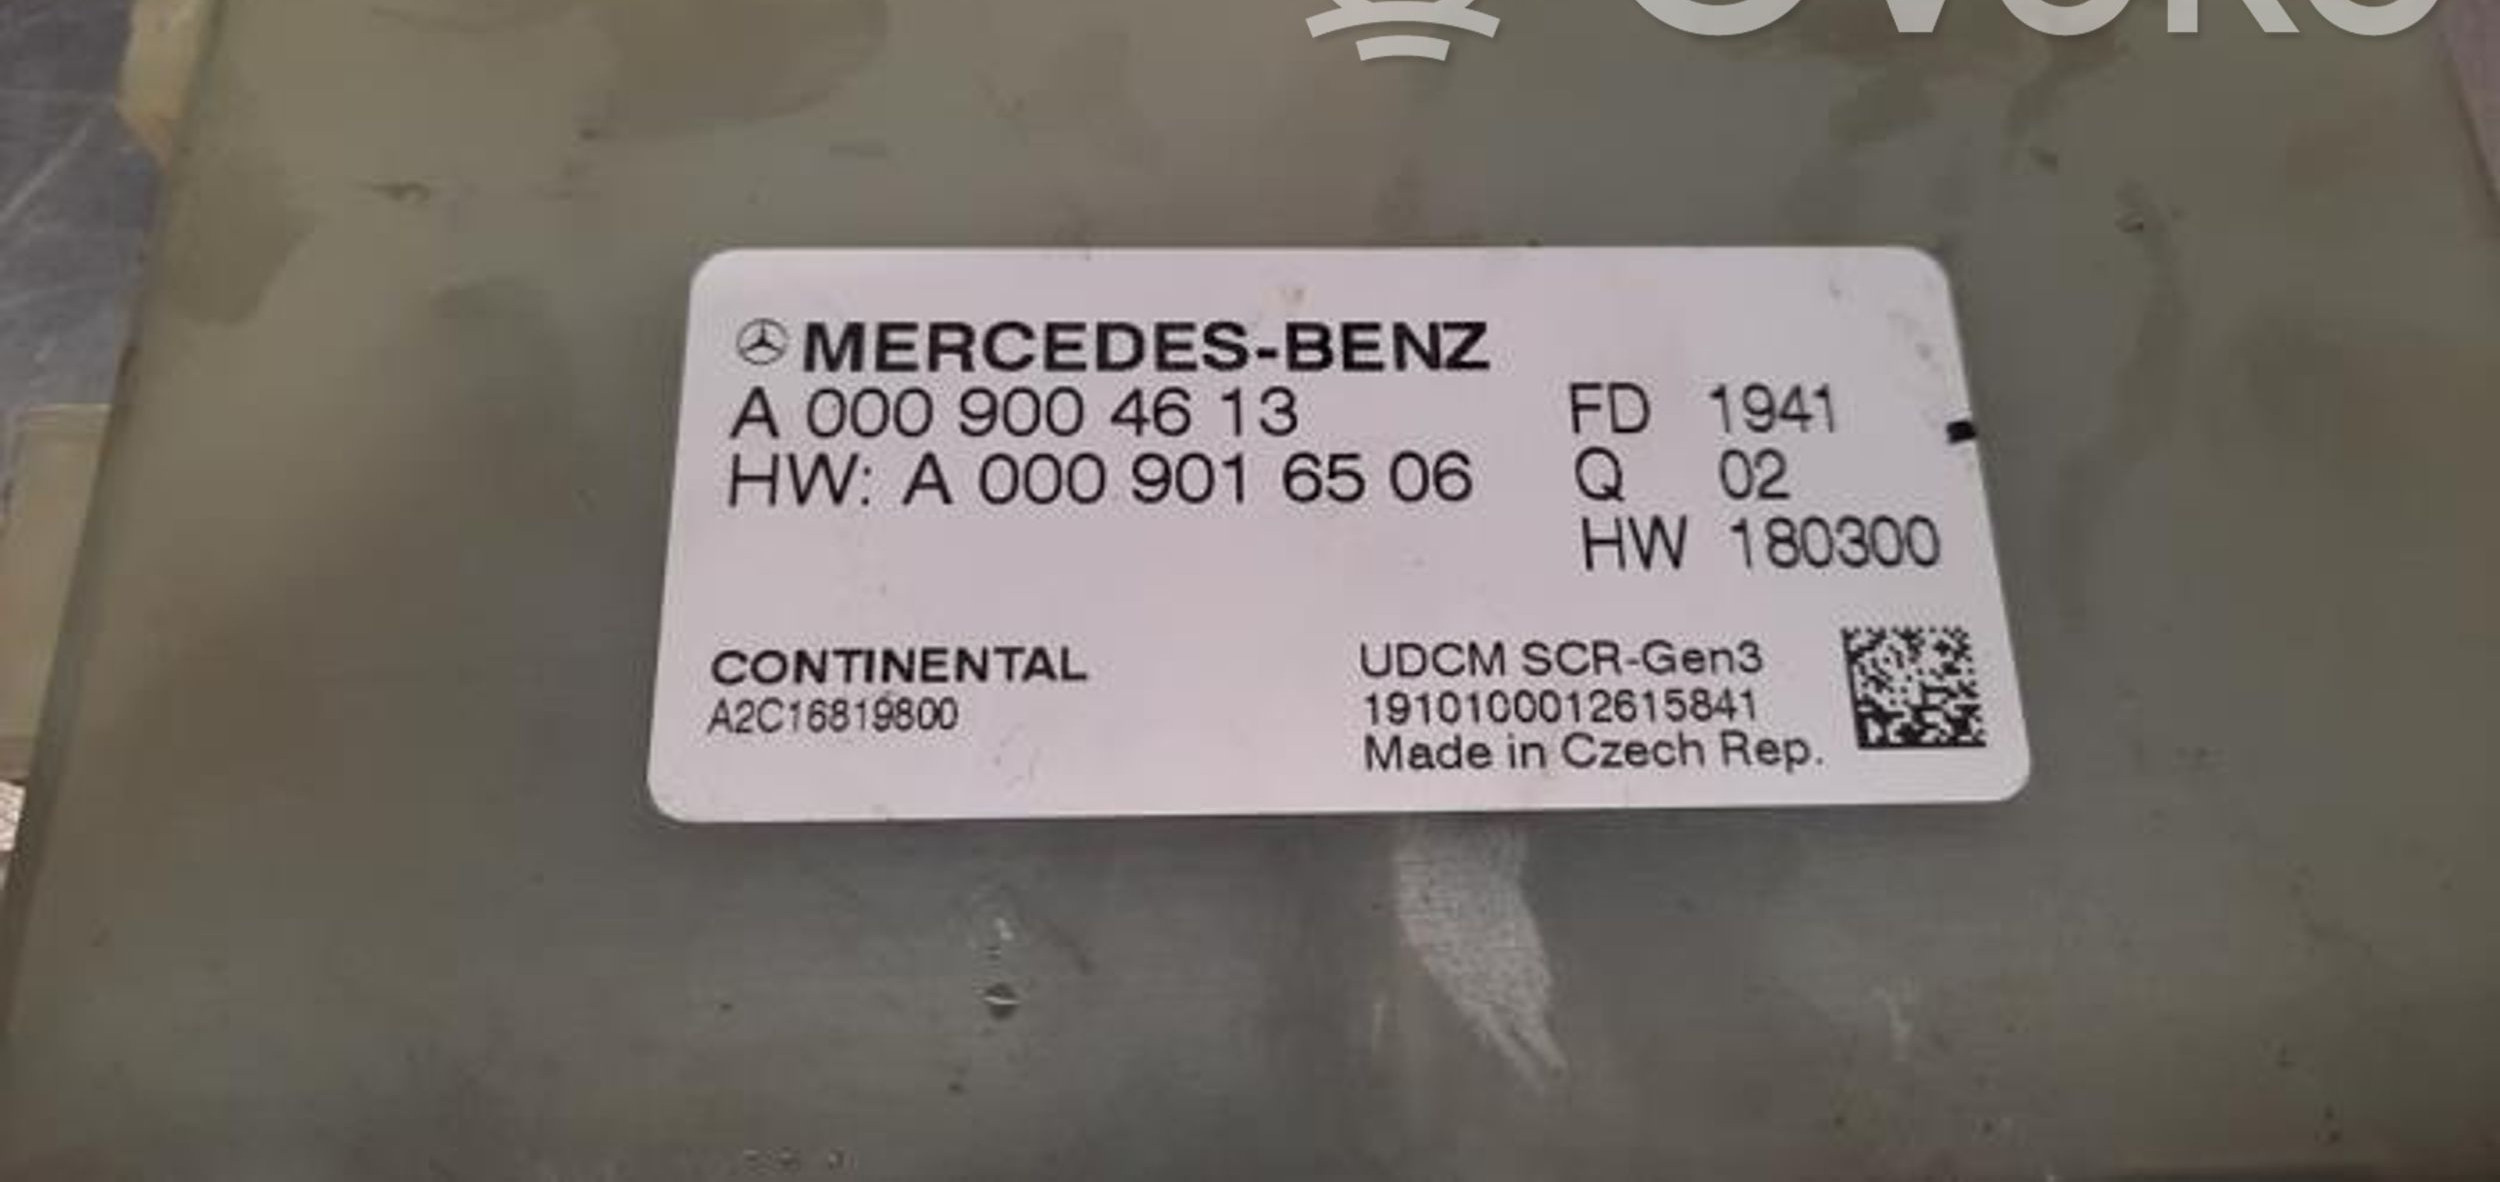 MERCEDES-BENZ
A 000 900 46 13
HW: A 000 901 65 06
FD 1941
Q 02
HW 180300
CONTINENTAL
A2C16819800
UDCM SCR-Gen3
1910100012615841
Made in Czech Rep.